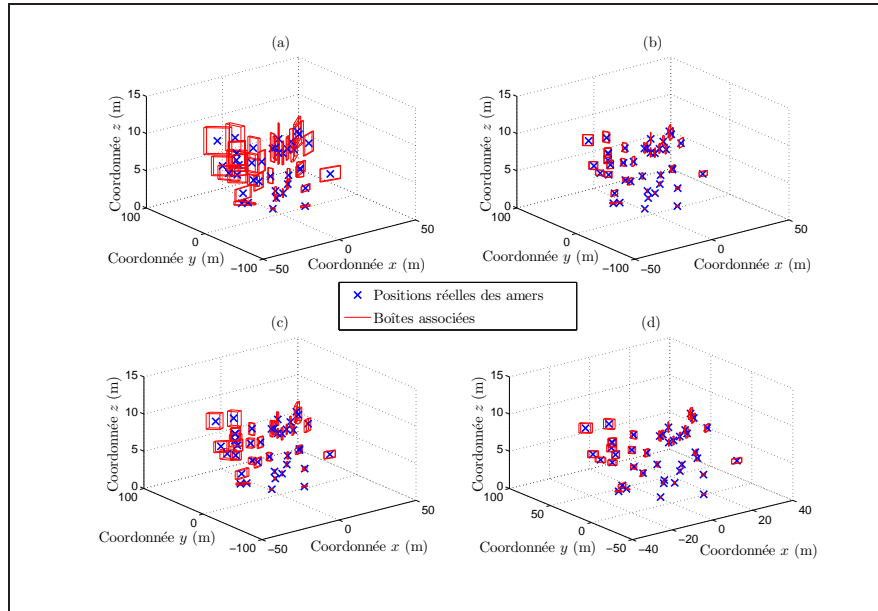 (a)
15
10
5
0
100
0
−100
−50
0
50
Coordonnée z (m)
Coordonnée y (m)
Coordonnée x (m)
(b)
15
10
5
0
100
0
−100
−50
0
50
Coordonnée z (m)
Coordonnée y (m)
Coordonnée x (m)
Positions réelles des amers
Boîtes associées
(c)
15
10
5
0
100
0
−100
−50
0
50
Coordonnée z (m)
Coordonnée y (m)
Coordonnée x (m)
(d)
15
10
5
0
100
50
0
−50
−40
−20
0
20
40
Coordonnée z (m)
Coordonnée y (m)
Coordonnée x (m)